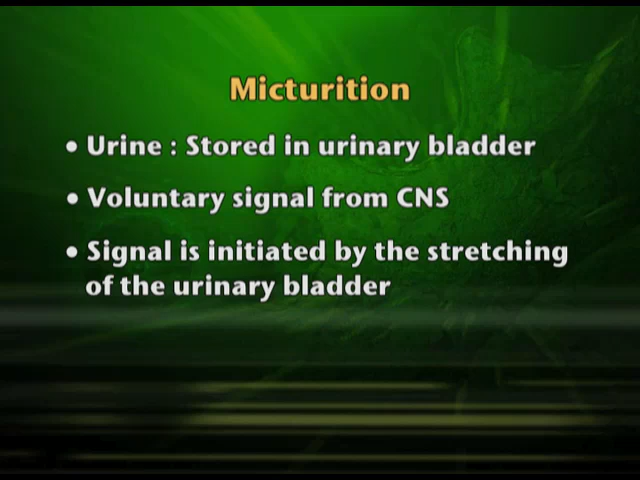 Micturition
• Urine : Stored in urinary bladder
• Voluntary signal from CNS
• Signal is initiated by the stretching
of the urinary bladder